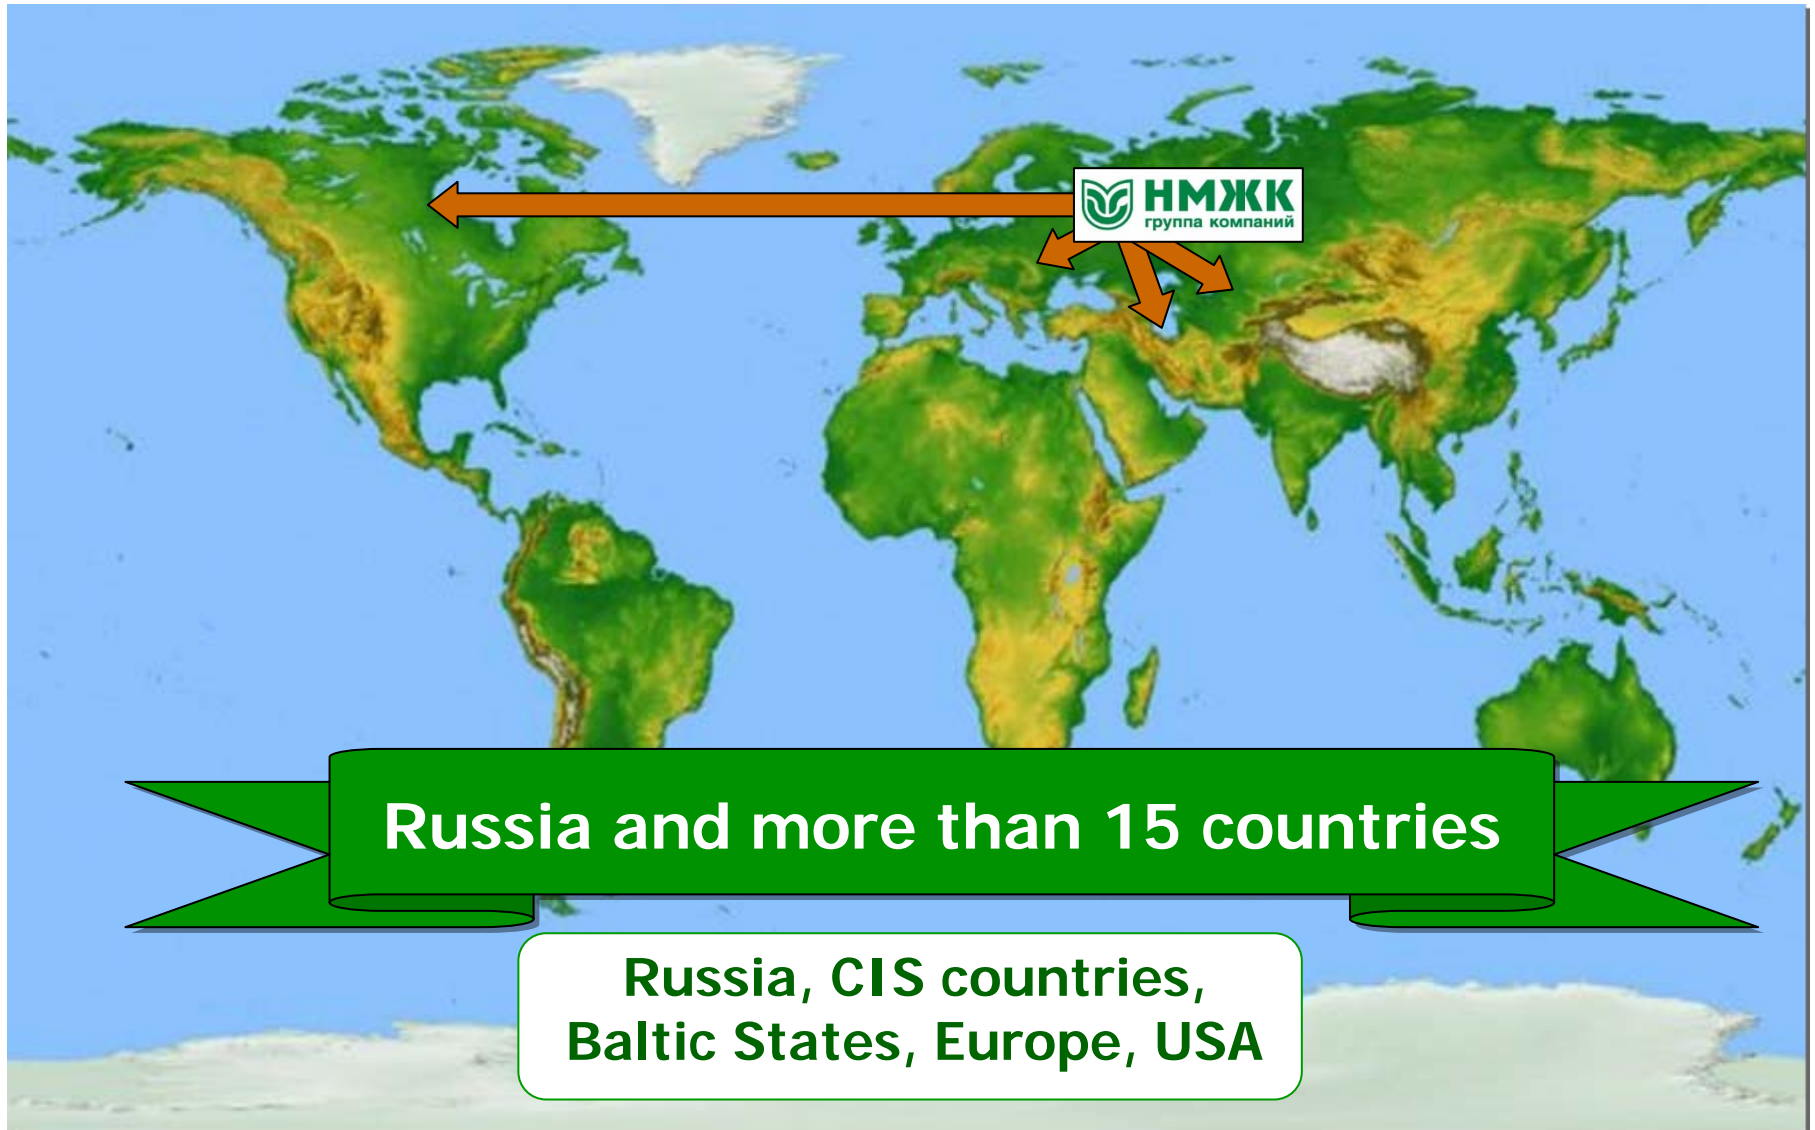 НМЖК
группа компаний
Russia and more than 15 countries
Russia, CIS countries,
Baltic States, Europe, USA